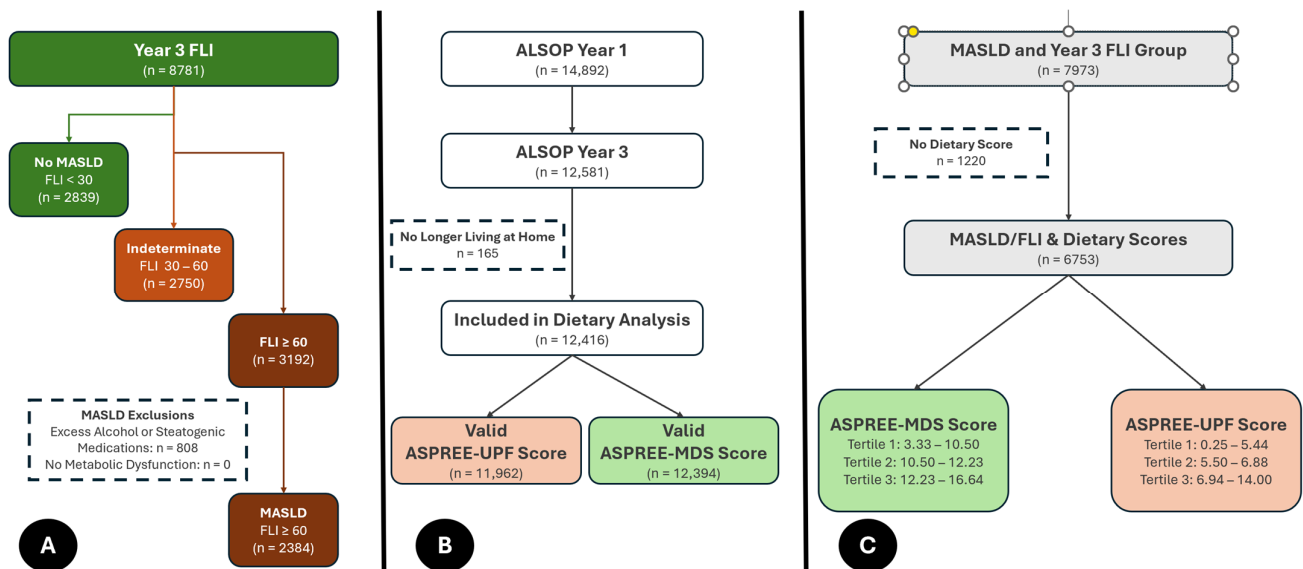 Year 3 FLI
(n = 8781)
No MASLD
FLI < 30
(n = 2839)
Indeterminate
FLI 30 – 60
(n = 2750)
FLI ≥ 60
(n = 3192)
MASLD Exclusions
Excess Alcohol or Steatogenic
Medications: n = 808
No Metabolic Dysfunction: n = 0
MASLD
FLI ≥ 60
(n = 2384)
A
ALSOP Year 1
(n = 14,892)
ALSOP Year 3
(n = 12,581)
No Longer Living at Home
n = 165
Included in Dietary Analysis
(n = 12,416)
Valid
ASPREE-UPF Score
(n = 11,962)
Valid
ASPREE-MDS Score
(n = 12,394)
B
MASLD and Year 3 FLI Group
(n = 7973)
No Dietary Score
n = 1220
MASLD/FLI & Dietary Scores
(n = 6753)
ASPREE-MDS Score
Tertile 1: 3.33 – 10.50
Tertile 2: 10.50 – 12.23
Tertile 3: 12.23 – 16.64
ASPREE-UPF Score
Tertile 1: 0.25 – 5.44
Tertile 2: 5.50 – 6.88
Tertile 3: 6.94 – 14.00
C